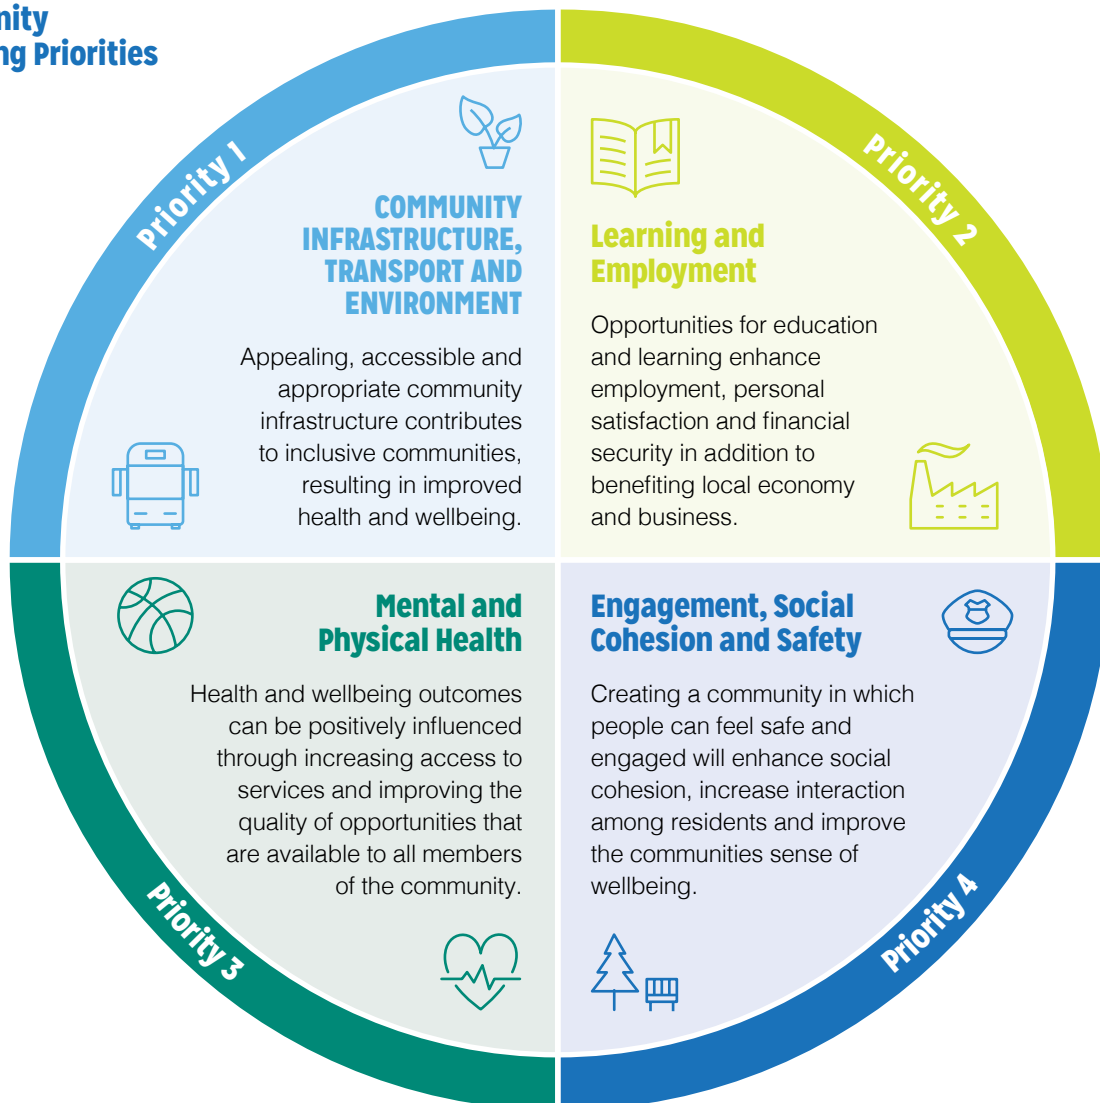 nity
ng Priorities
Priority 1
COMMUNITY
INFRASTRUCTURE,
TRANSPORT AND
ENVIRONMENT
Appealing, accessible and
appropriate community
infrastructure contributes
to inclusive communities,
resulting in improved
health and wellbeing.
Priority 2
Learning and
Employment
Opportunities for education
and learning enhance
employment, personal
satisfaction and financial
security in addition to
benefiting local economy
and business.
Priority 3
Mental and
Physical Health
Health and wellbeing outcomes
can be positively influenced
through increasing access to
services and improving the
quality of opportunities that
are available to all members
of the community.
Priority 4
Engagement, Social
Cohesion and Safety
Creating a community in which
people can feel safe and
engaged will enhance social
cohesion, increase interaction
among residents and improve
the communities sense of
wellbeing.